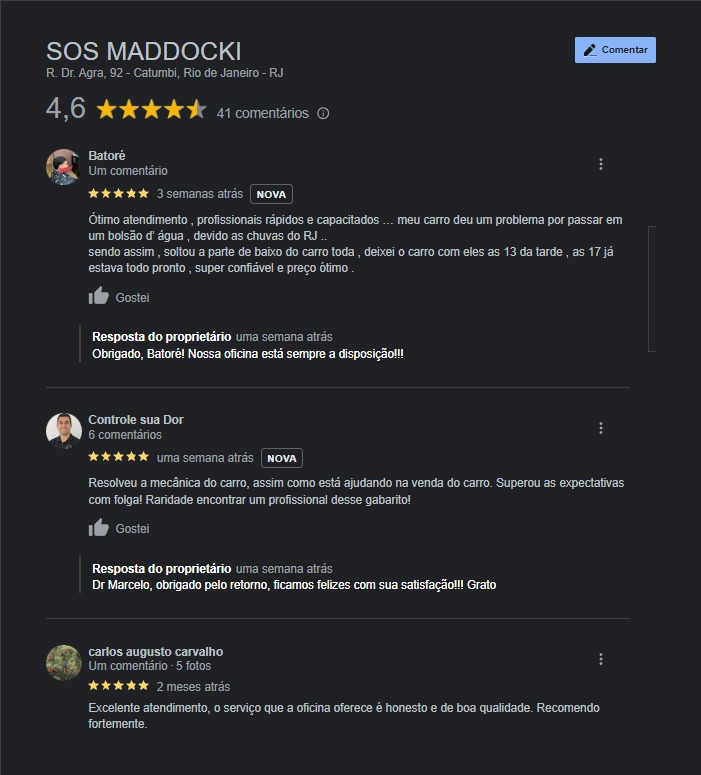 SOS MADDOCKI
Comentar
R. Dr. Agra, 92 - Catumbi, Rio de Janeiro - RJ
4,6 41 comentários
Batoré
Um comentário
3 semanas atrás NOVA
Ótimo atendimento , profissionais rápidos e capacitados ... meu carro deu um problema por passar em
um bolsão d' água , devido as chuvas do RJ ..
sendo assim , soltou a parte de baixo do carro toda , deixei o carro com eles as 13 da tarde , as 17 já
estava todo pronto , super confiável e preço ótimo .
Gostei
Resposta do proprietário uma semana atrás
Obrigado, Batoré! Nossa oficina está sempre a disposição!!!
Controle sua Dor
6 comentários
uma semana atrás NOVA
Resolveu a mecânica do carro, assim como está ajudando na venda do carro. Superou as expectativas
com folga! Raridade encontrar um profissional desse gabarito!
Gostei
Resposta do proprietário uma semana atrás
Dr Marcelo, obrigado pelo retorno, ficamos felizes com sua satisfação!!! Grato
carlos augusto carvalho
Um comentário · 5 fotos
2 meses atrás
Excelente atendimento, o serviço que a oficina oferece é honesto e de boa qualidade. Recomendo
fortemente.